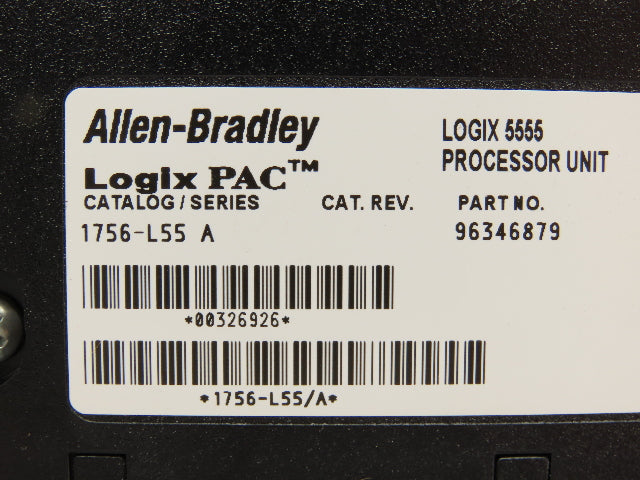 Allen-Bradley
Logix PAC™
LOGIX 5555
PROCESSOR UNIT
CATALOG / SERIES CAT. REV. PART NO.
1756-L55 A 96346879
*00326926*
*1756-L55/A*